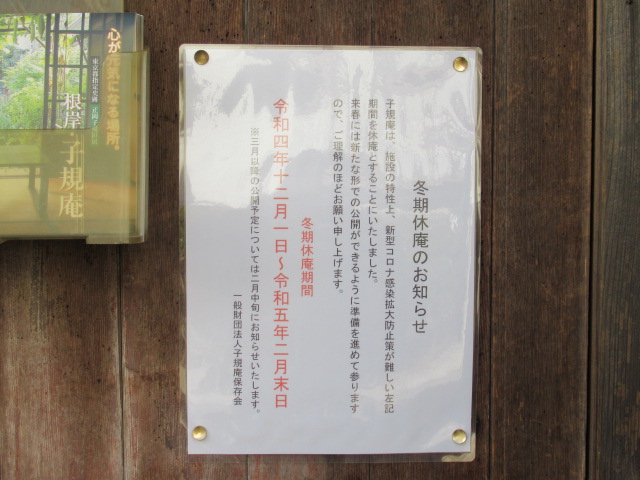 冬期休庵のお知らせ
子規庵は、施設の特性上、新型コロナ感染拡大防止策が難しい左記
期間を休庵とすることにいたしました。
来春には新たな形での公開ができるように準備を進めて参ります
ので、ご理解のほどお願い申し上げます。
冬期休庵期間
令和四年十二月一日～令和五年二月末日
※三月以降の公開予定については二月中旬にお知らせいたします。
一般財団法人子規庵保存会
心が元気になる場所。
東京都指定史跡
根岸 子規庵